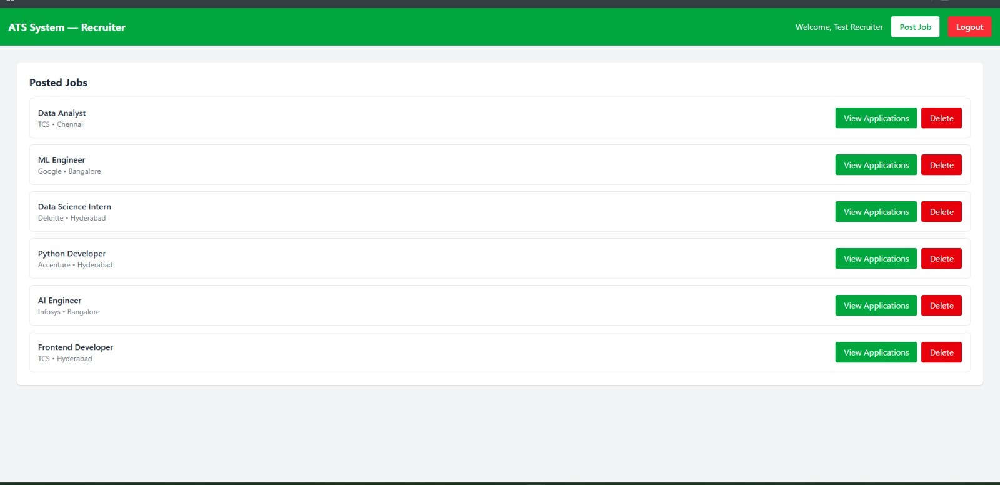 ATS System — Recruiter
Welcome, Test Recruiter
Post Job
Logout
Posted Jobs
Data Analyst
TCS • Chennai
View Applications
Delete
ML Engineer
Google • Bangalore
View Applications
Delete
Data Science Intern
Deloitte • Hyderabad
View Applications
Delete
Python Developer
Accenture • Hyderabad
View Applications
Delete
AI Engineer
Infosys • Bangalore
View Applications
Delete
Frontend Developer
TCS • Hyderabad
View Applications
Delete